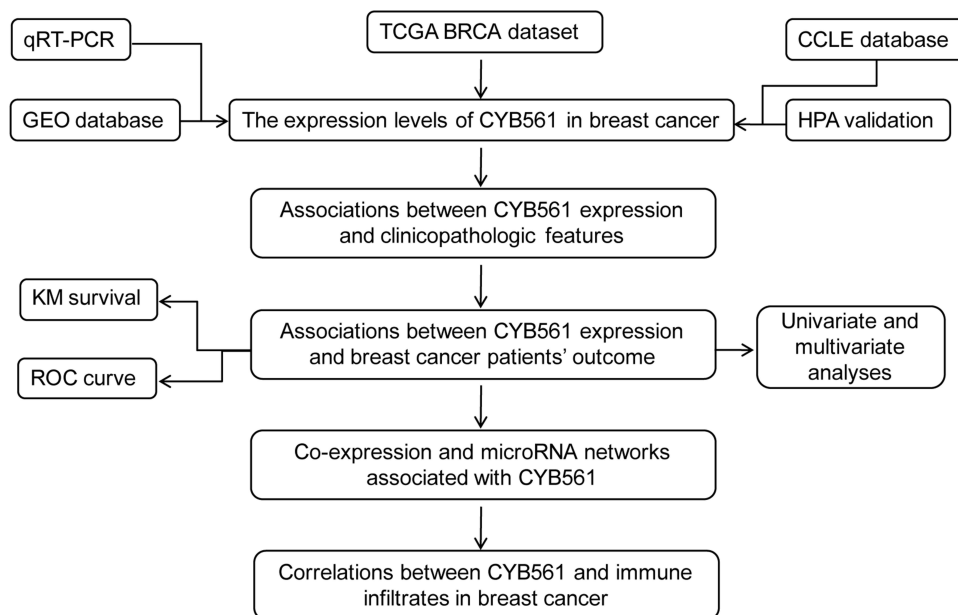 qRT-PCR
TCGA BRCA dataset
CCLE database
GEO database
The expression levels of CYB561 in breast cancer
HPA validation
Associations between CYB561 expression
and clinicopathologic features
KM survival
ROC curve
Associations between CYB561 expression
and breast cancer patients’ outcome
Univariate and
multivariate
analyses
Co-expression and microRNA networks
associated with CYB561
Correlations between CYB561 and immune
infiltrates in breast cancer